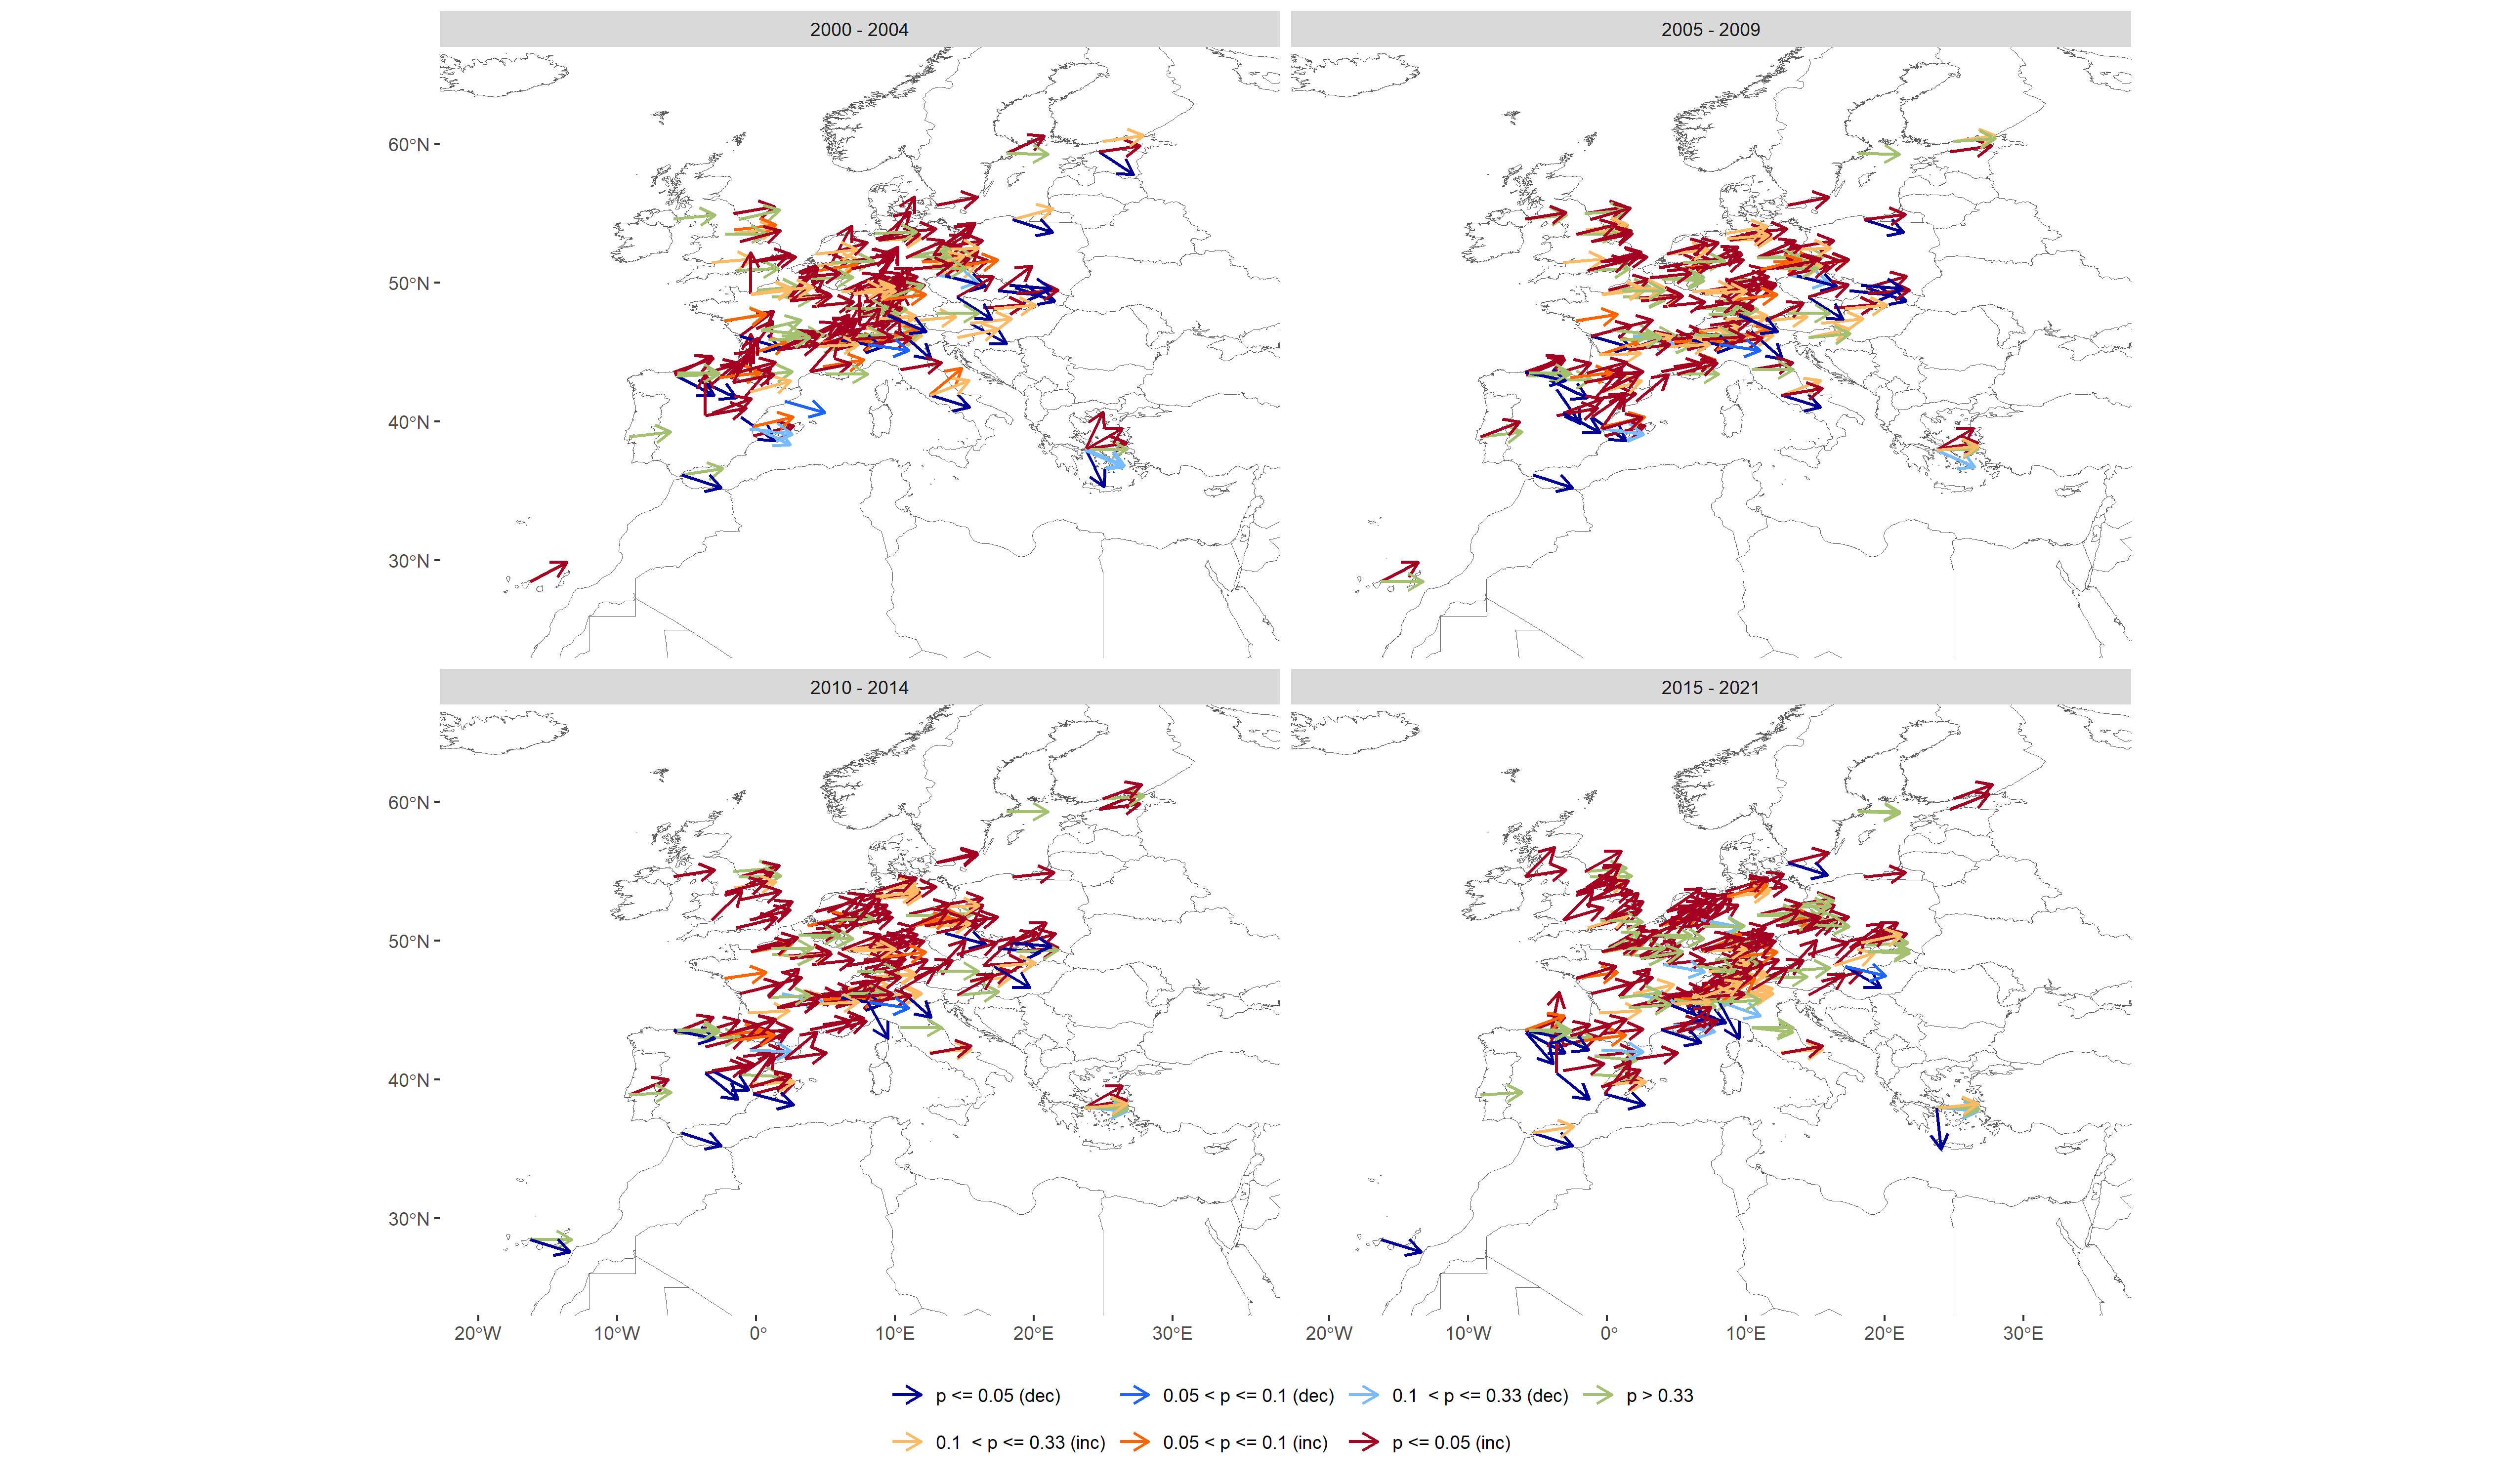 2000 - 2004
2005 - 2009
60°N
50°N
40°N
30°N
2010 - 2014
2015 - 2021
60°N
50°N
40°N
30°N
20°W 10°W 0° 10°E 20°E 30°E 20°W 10°W 0° 10°E 20°E 30°E
p <= 0.05 (dec) 0.05 < p <= 0.1 (dec) 0.1 < p <= 0.33 (dec) p > 0.33
0.1 < p <= 0.33 (inc) 0.05 < p <= 0.1 (inc) p <= 0.05 (inc)